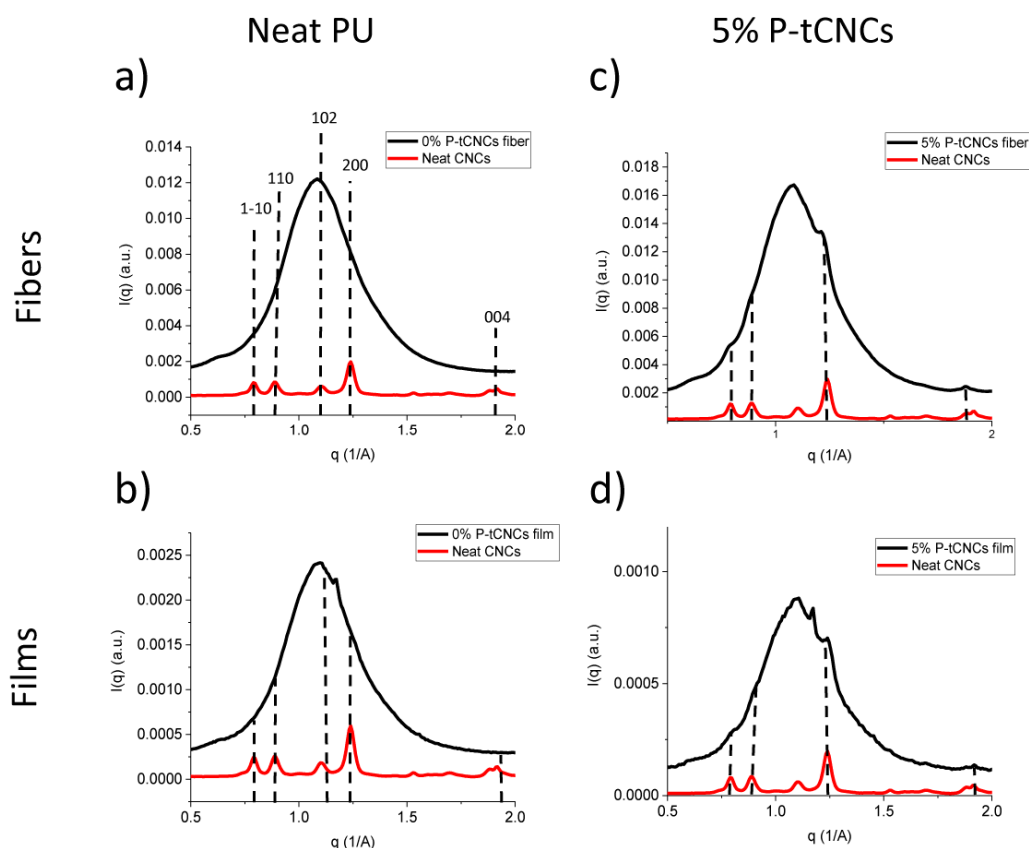 Neat PU
5% P-tCNCs
Fibers
Films
a)
0% P-tCNCs fiber
Neat CNCs
1-10
110
102
200
004
I(q) (a.u.)
0.014
0.012
0.010
0.008
0.006
0.004
0.002
0.000
0.5 1.0 1.5 2.0
q (1/A)
c)
5% P-tCNCs fiber
Neat CNCs
I(q) (a.u.)
0.018
0.016
0.014
0.012
0.010
0.008
0.006
0.004
0.002
1 2
q (1/A)
b)
0% P-tCNCs film
Neat CNCs
I(q) (a.u.)
0.0025
0.0020
0.0015
0.0010
0.0005
0.0000
0.5 1.0 1.5 2.0
q (1/A)
d)
5% P-tCNCs film
Neat CNCs
I(q) (a.u.)
0.0010
0.0005
0.0000
0.5 1.0 1.5 2.0
q (1/A)